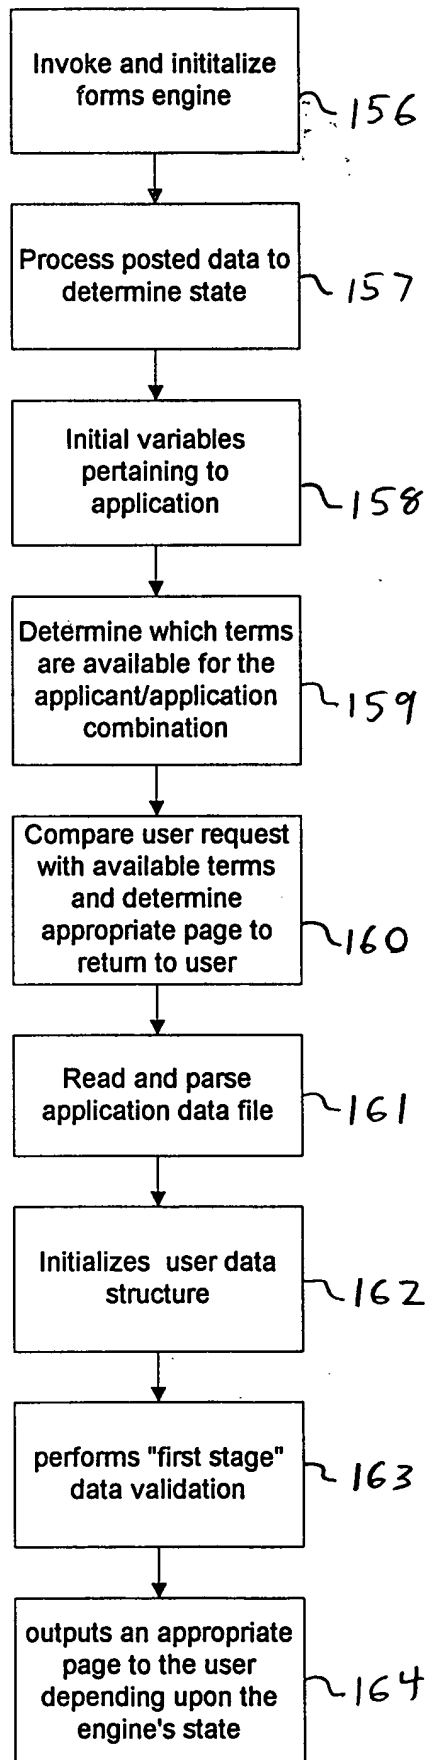 Invoke and inititalize
forms engine
156
Process posted data to
determine state
157
Initial variables
pertaining to
application
158
Determine which terms
are available for the
applicant/application
combination
159
Compare user request
with available terms
and determine
appropriate page to
return to user
160
Read and parse
application data file
161
Initializes user data
structure
162
performs "first stage"
data validation
163
outputs an appropriate
page to the user
depending upon the
engine's state
164